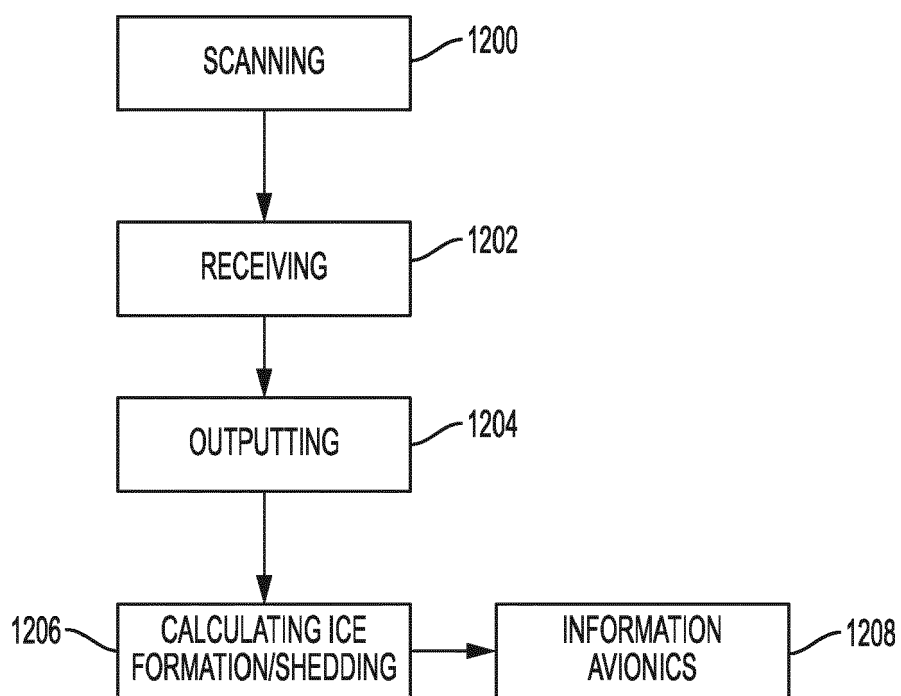 SCANNING
1200
RECEIVING
1202
OUTPUTTING
1204
1206
CALCULATING ICE
FORMATION/SHEDDING
INFORMATION
AVIONICS
1208